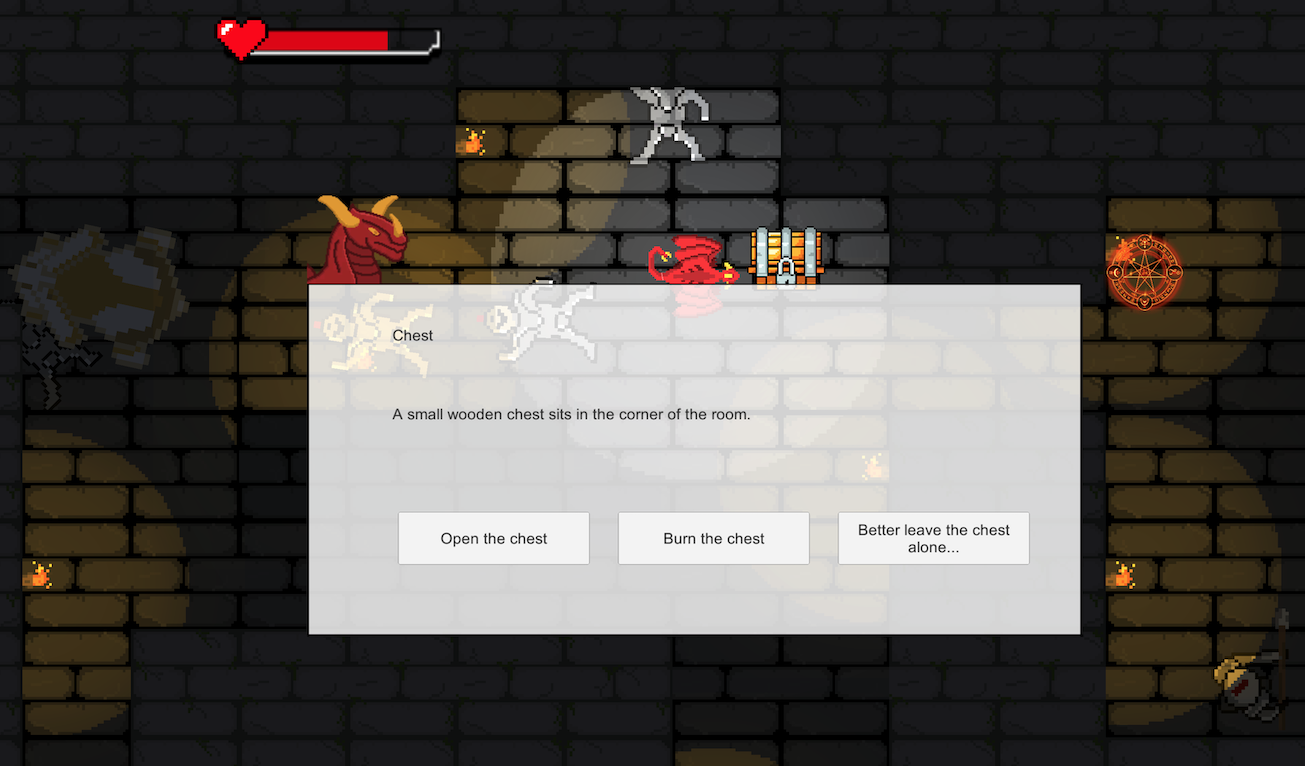 Chest
A small wooden chest sits in the corner of the room.
Open the chest
Burn the chest
Better leave the chest
alone...